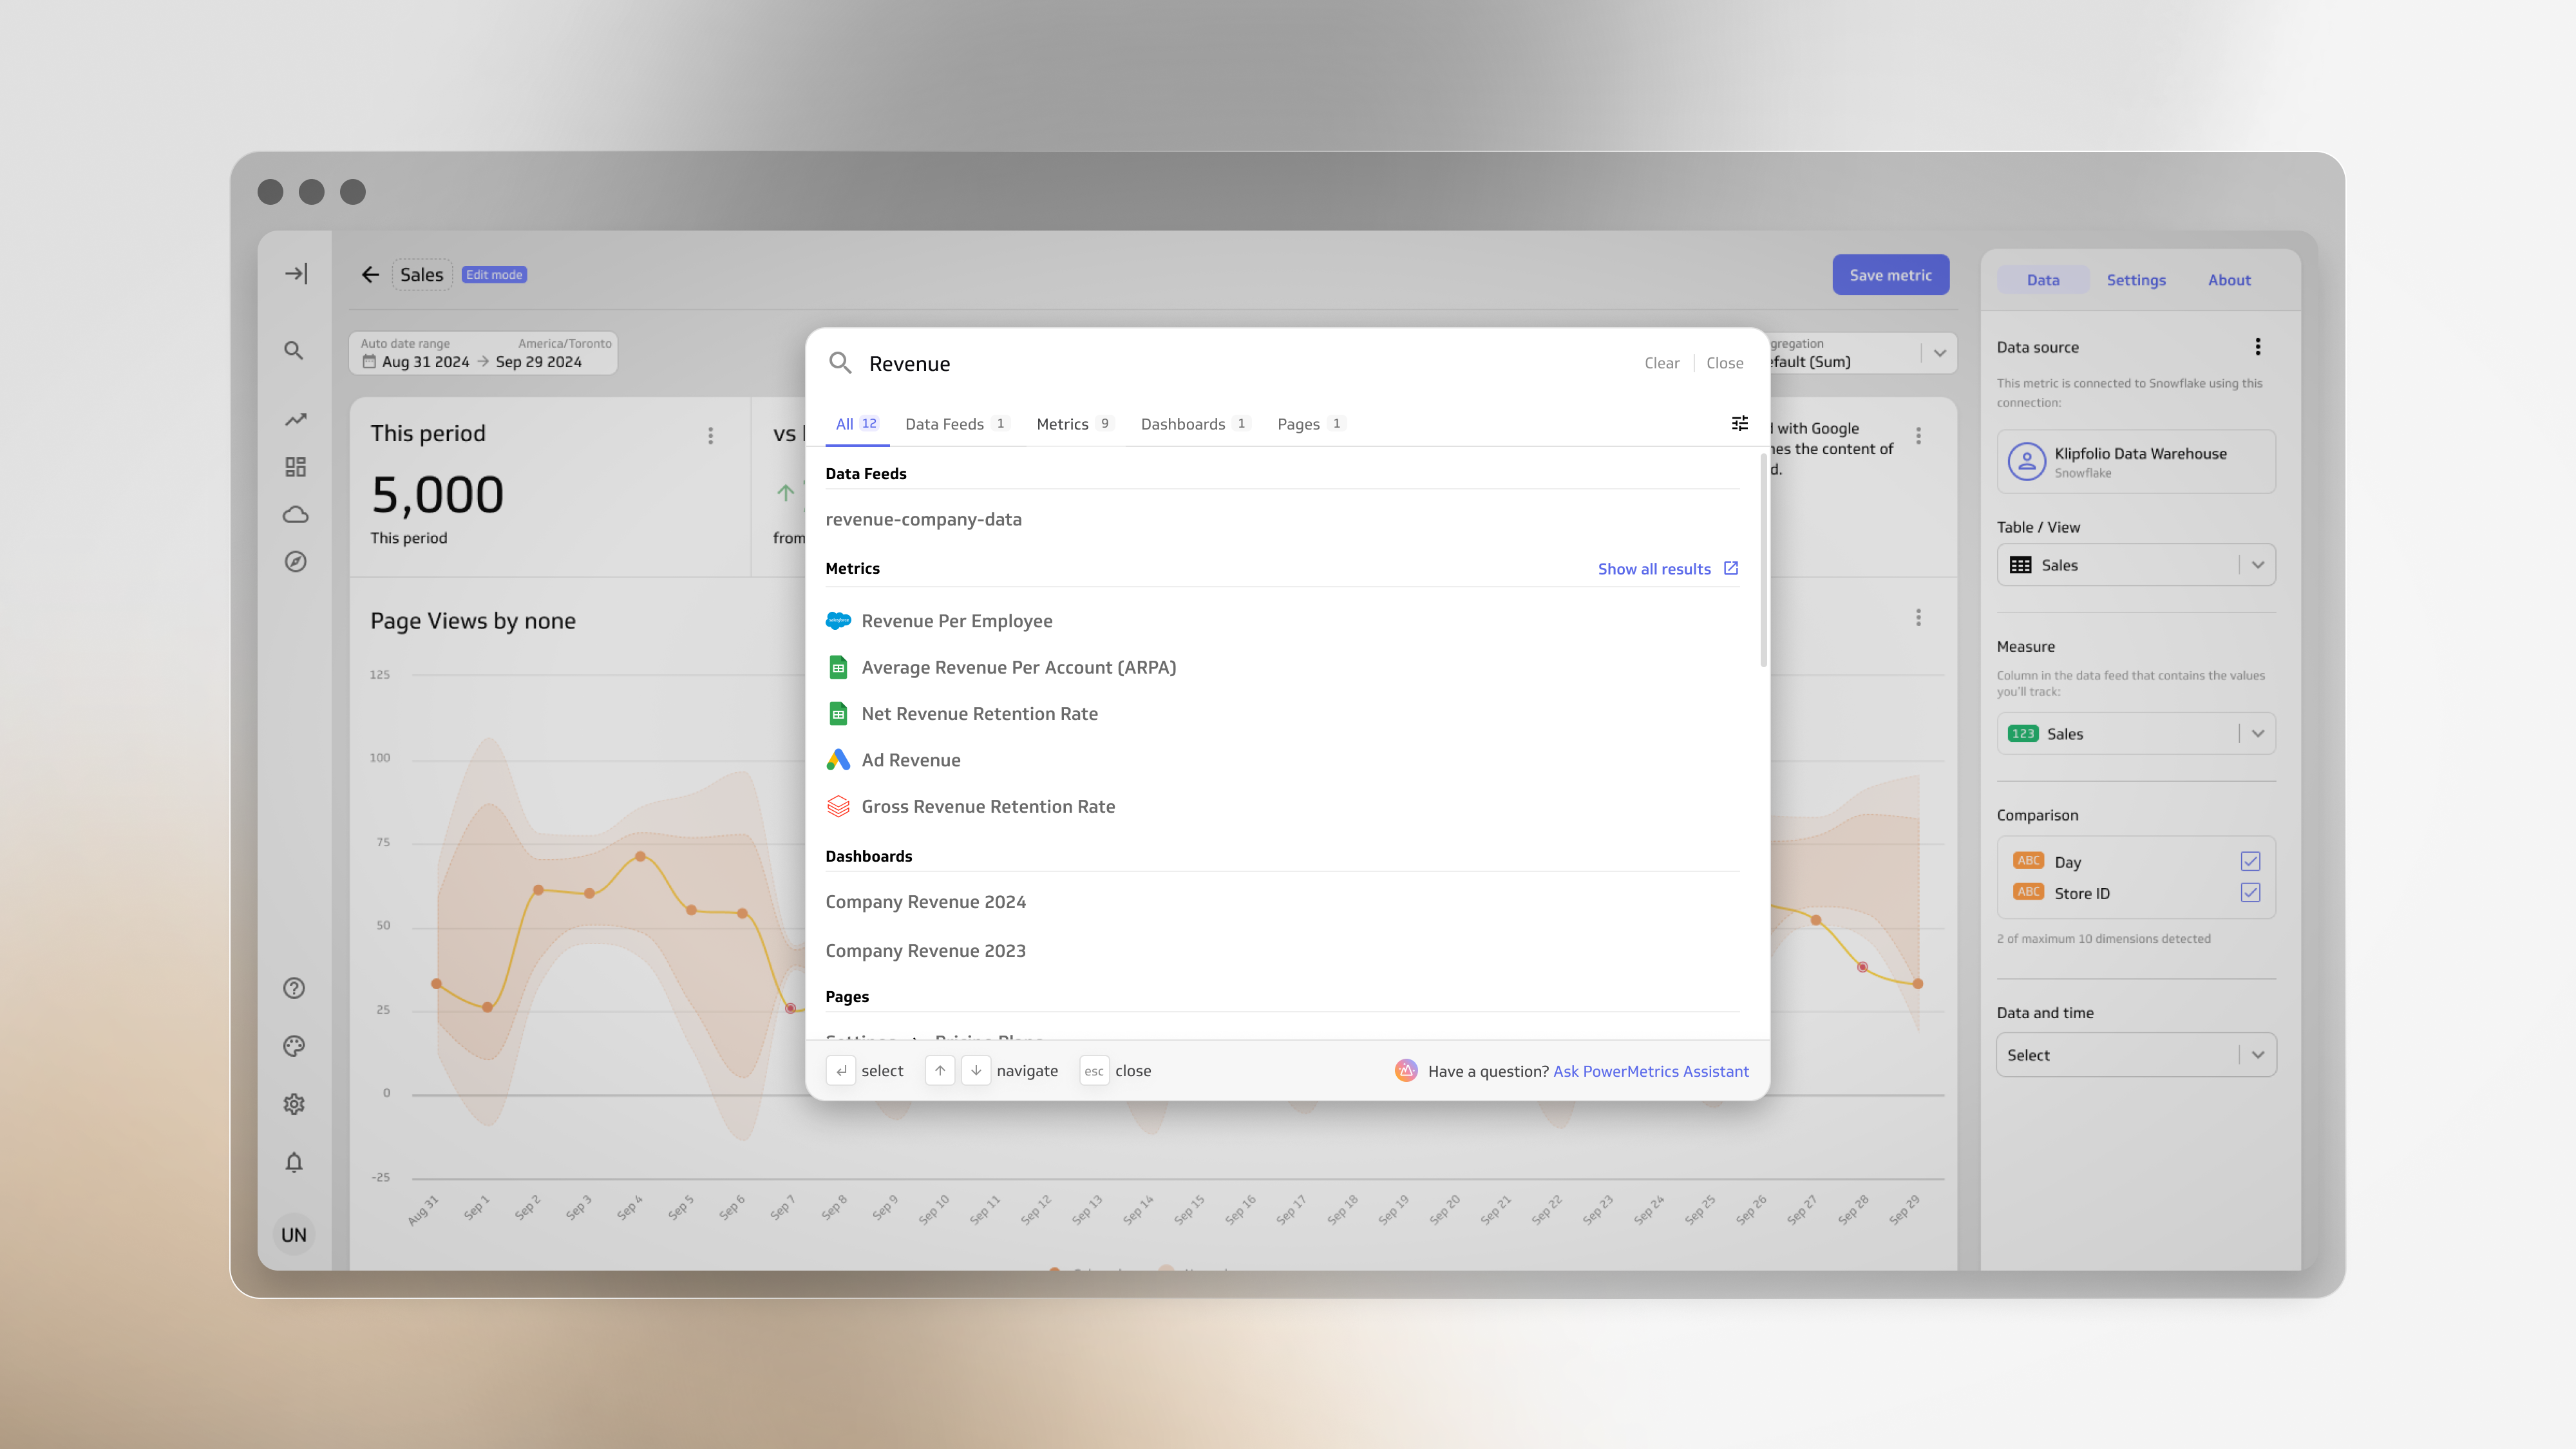 Sales Edit mode
Save metric
Auto date range America/Toronto
Aug 31 2024 → Sep 29 2024
gregation
efault (Sum)
This period
5,000
This period
vs
from
d with Google
nes the content of
d.
Page Views by none
125
100
75
50
25
0
-25
Aug 31 Sep 1 Sep 2 Sep 3 Sep 4 Sep 5 Sep 6 Sep 7 Sep 8 Sep 9 Sep 10 Sep 11 Sep 12 Sep 13 Sep 14 Sep 15 Sep 16 Sep 17 Sep 18 Sep 19 Sep 20 Sep 21 Sep 22 Sep 23 Sep 24 Sep 25 Sep 26 Sep 27 Sep 28 Sep 29
UN
Revenue
Clear Close
All 12 Data Feeds 1 Metrics 9 Dashboards 1 Pages 1
Data Feeds
revenue-company-data
Metrics Show all results
salesforce
Revenue Per Employee
Average Revenue Per Account (ARPA)
Net Revenue Retention Rate
Ad Revenue
Gross Revenue Retention Rate
Dashboards
Company Revenue 2024
Company Revenue 2023
Pages
Settings Pricing Plans
select navigate esc close
Have a question? Ask PowerMetrics Assistant
Data Settings About
Data source
This metric is connected to Snowflake using this
connection:
Klipfolio Data Warehouse
Snowflake
Table / View
Sales
Measure
Column in the data feed that contains the values
you'll track:
123 Sales
Comparison
ABC Day
ABC Store ID
2 of maximum 10 dimensions detected
Data and time
Select